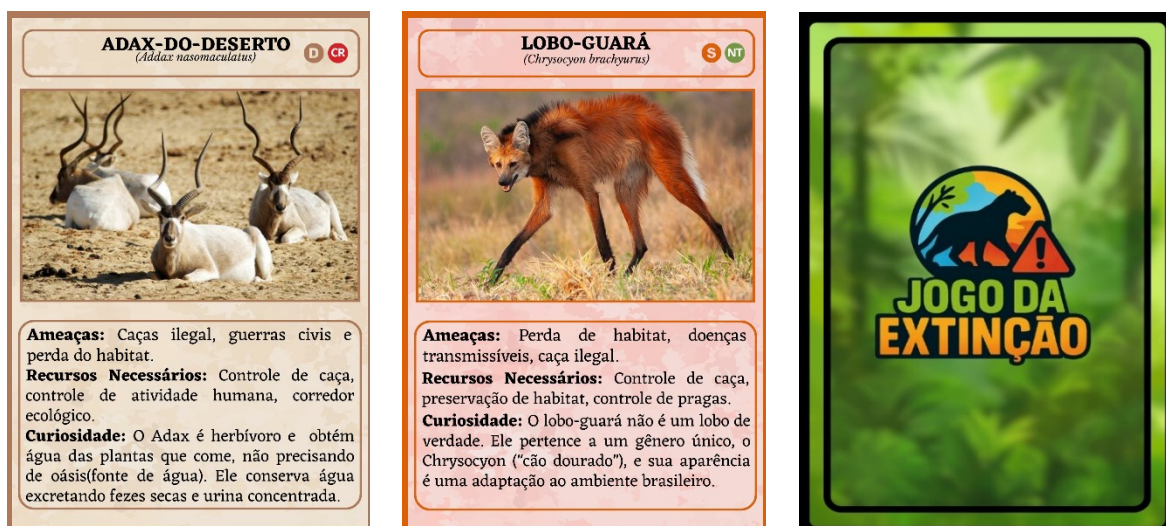 ADAX-DO-DESERTO
(Addax nasomaculatus)
D CR
Ameaças: Caças ilegal, guerras civis e
perda do habitat.
Recursos Necessários: Controle de caça,
controle de atividade humana, corredor
ecológico.
Curiosidade: O Adax é herbívoro e obtém
água das plantas que come, não precisando
de oásis(fonte de água). Ele conserva água
excretando fezes secas e urina concentrada.
LOBO-GUARÁ
(Chrysocyon brachyurus)
S NT
Ameaças: Perda de habitat, doenças
transmissíveis, caça ilegal.
Recursos Necessários: Controle de caça,
preservação de habitat, controle de pragas.
Curiosidade: O lobo-guará não é um lobo de
verdade. Ele pertence a um gênero único, o
Chrysocyon ("cão dourado"), e sua aparência
é uma adaptação ao ambiente brasileiro.
JOGO DA
EXTINÇÃO